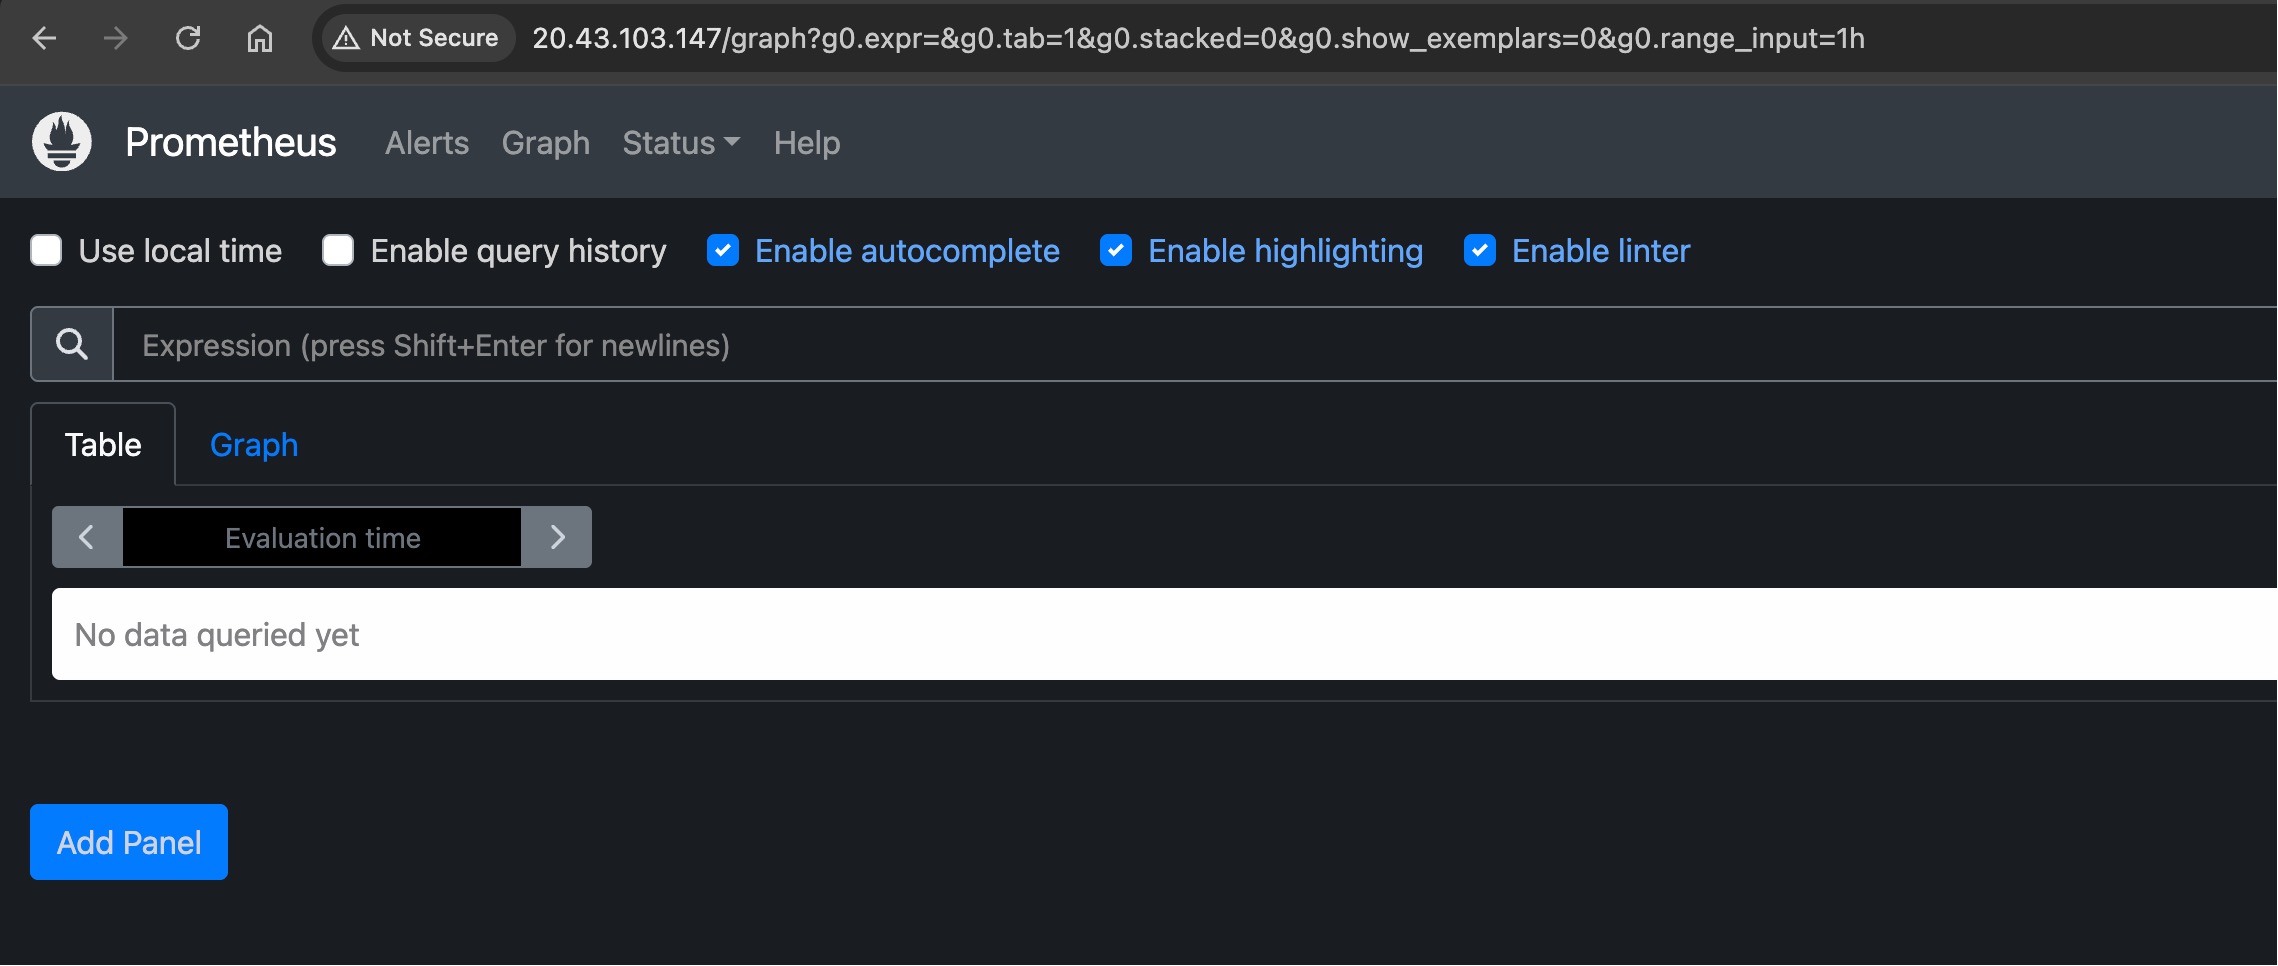 Not Secure 20.43.103.147/graph?g0.expr=&g0.tab=1&g0.stacked=0&g0.show_exemplars=0&g0.range_input=1h
Prometheus Alerts Graph Status Help
Use local time Enable query history Enable autocomplete Enable highlighting Enable linter
Expression (press Shift+Enter for newlines)
Table Graph
Evaluation time
No data queried yet
Add Panel